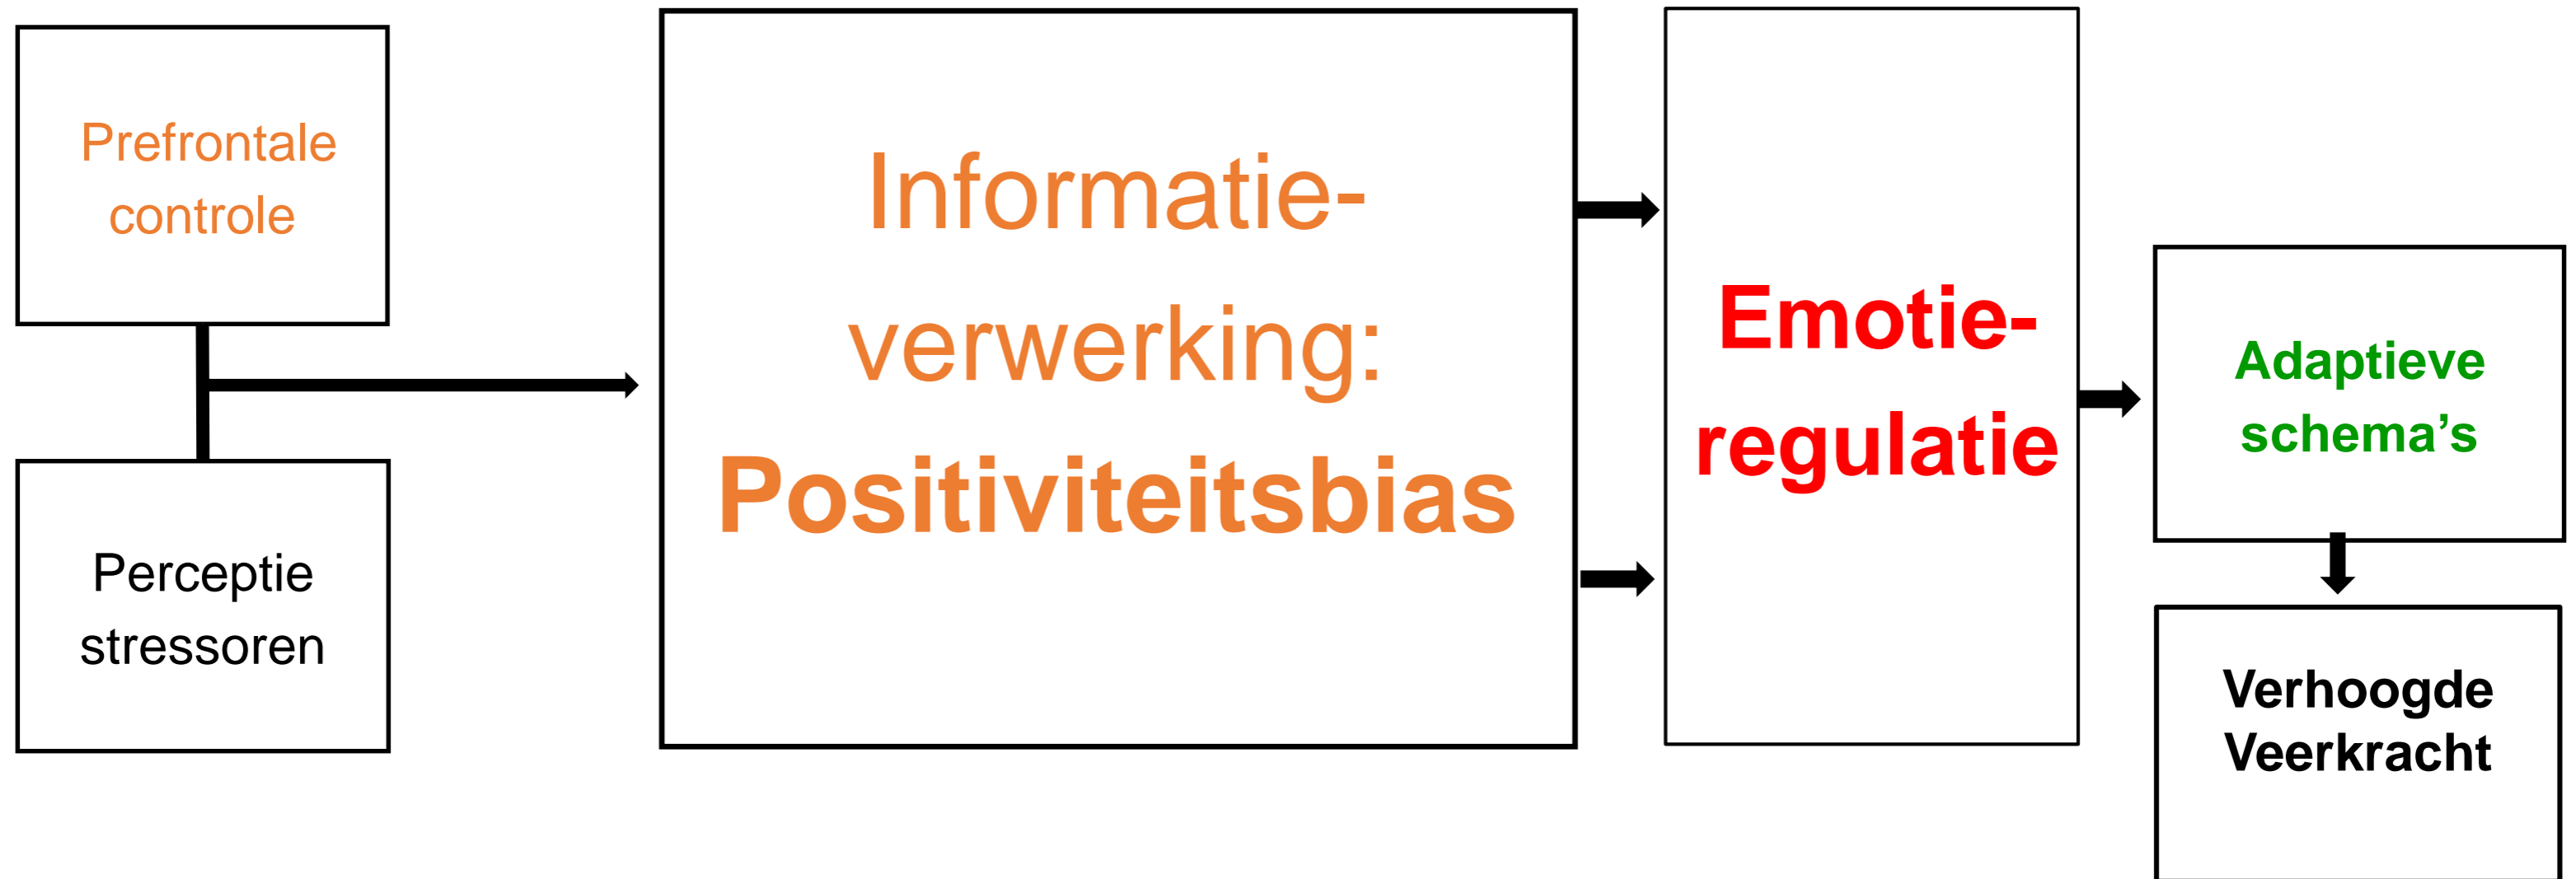 Prefrontale
controle
Perceptie
stressoren
Informatie-
verwerking:
Positiviteitsbias
Emotie-
regulatie
Adaptieve
schema’s
Verhoogde
Veerkracht